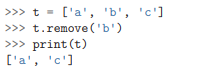 >>> t = ['a', 'b', 'c']
>>> t.remove('b')
>>> print(t)
['a', 'c']